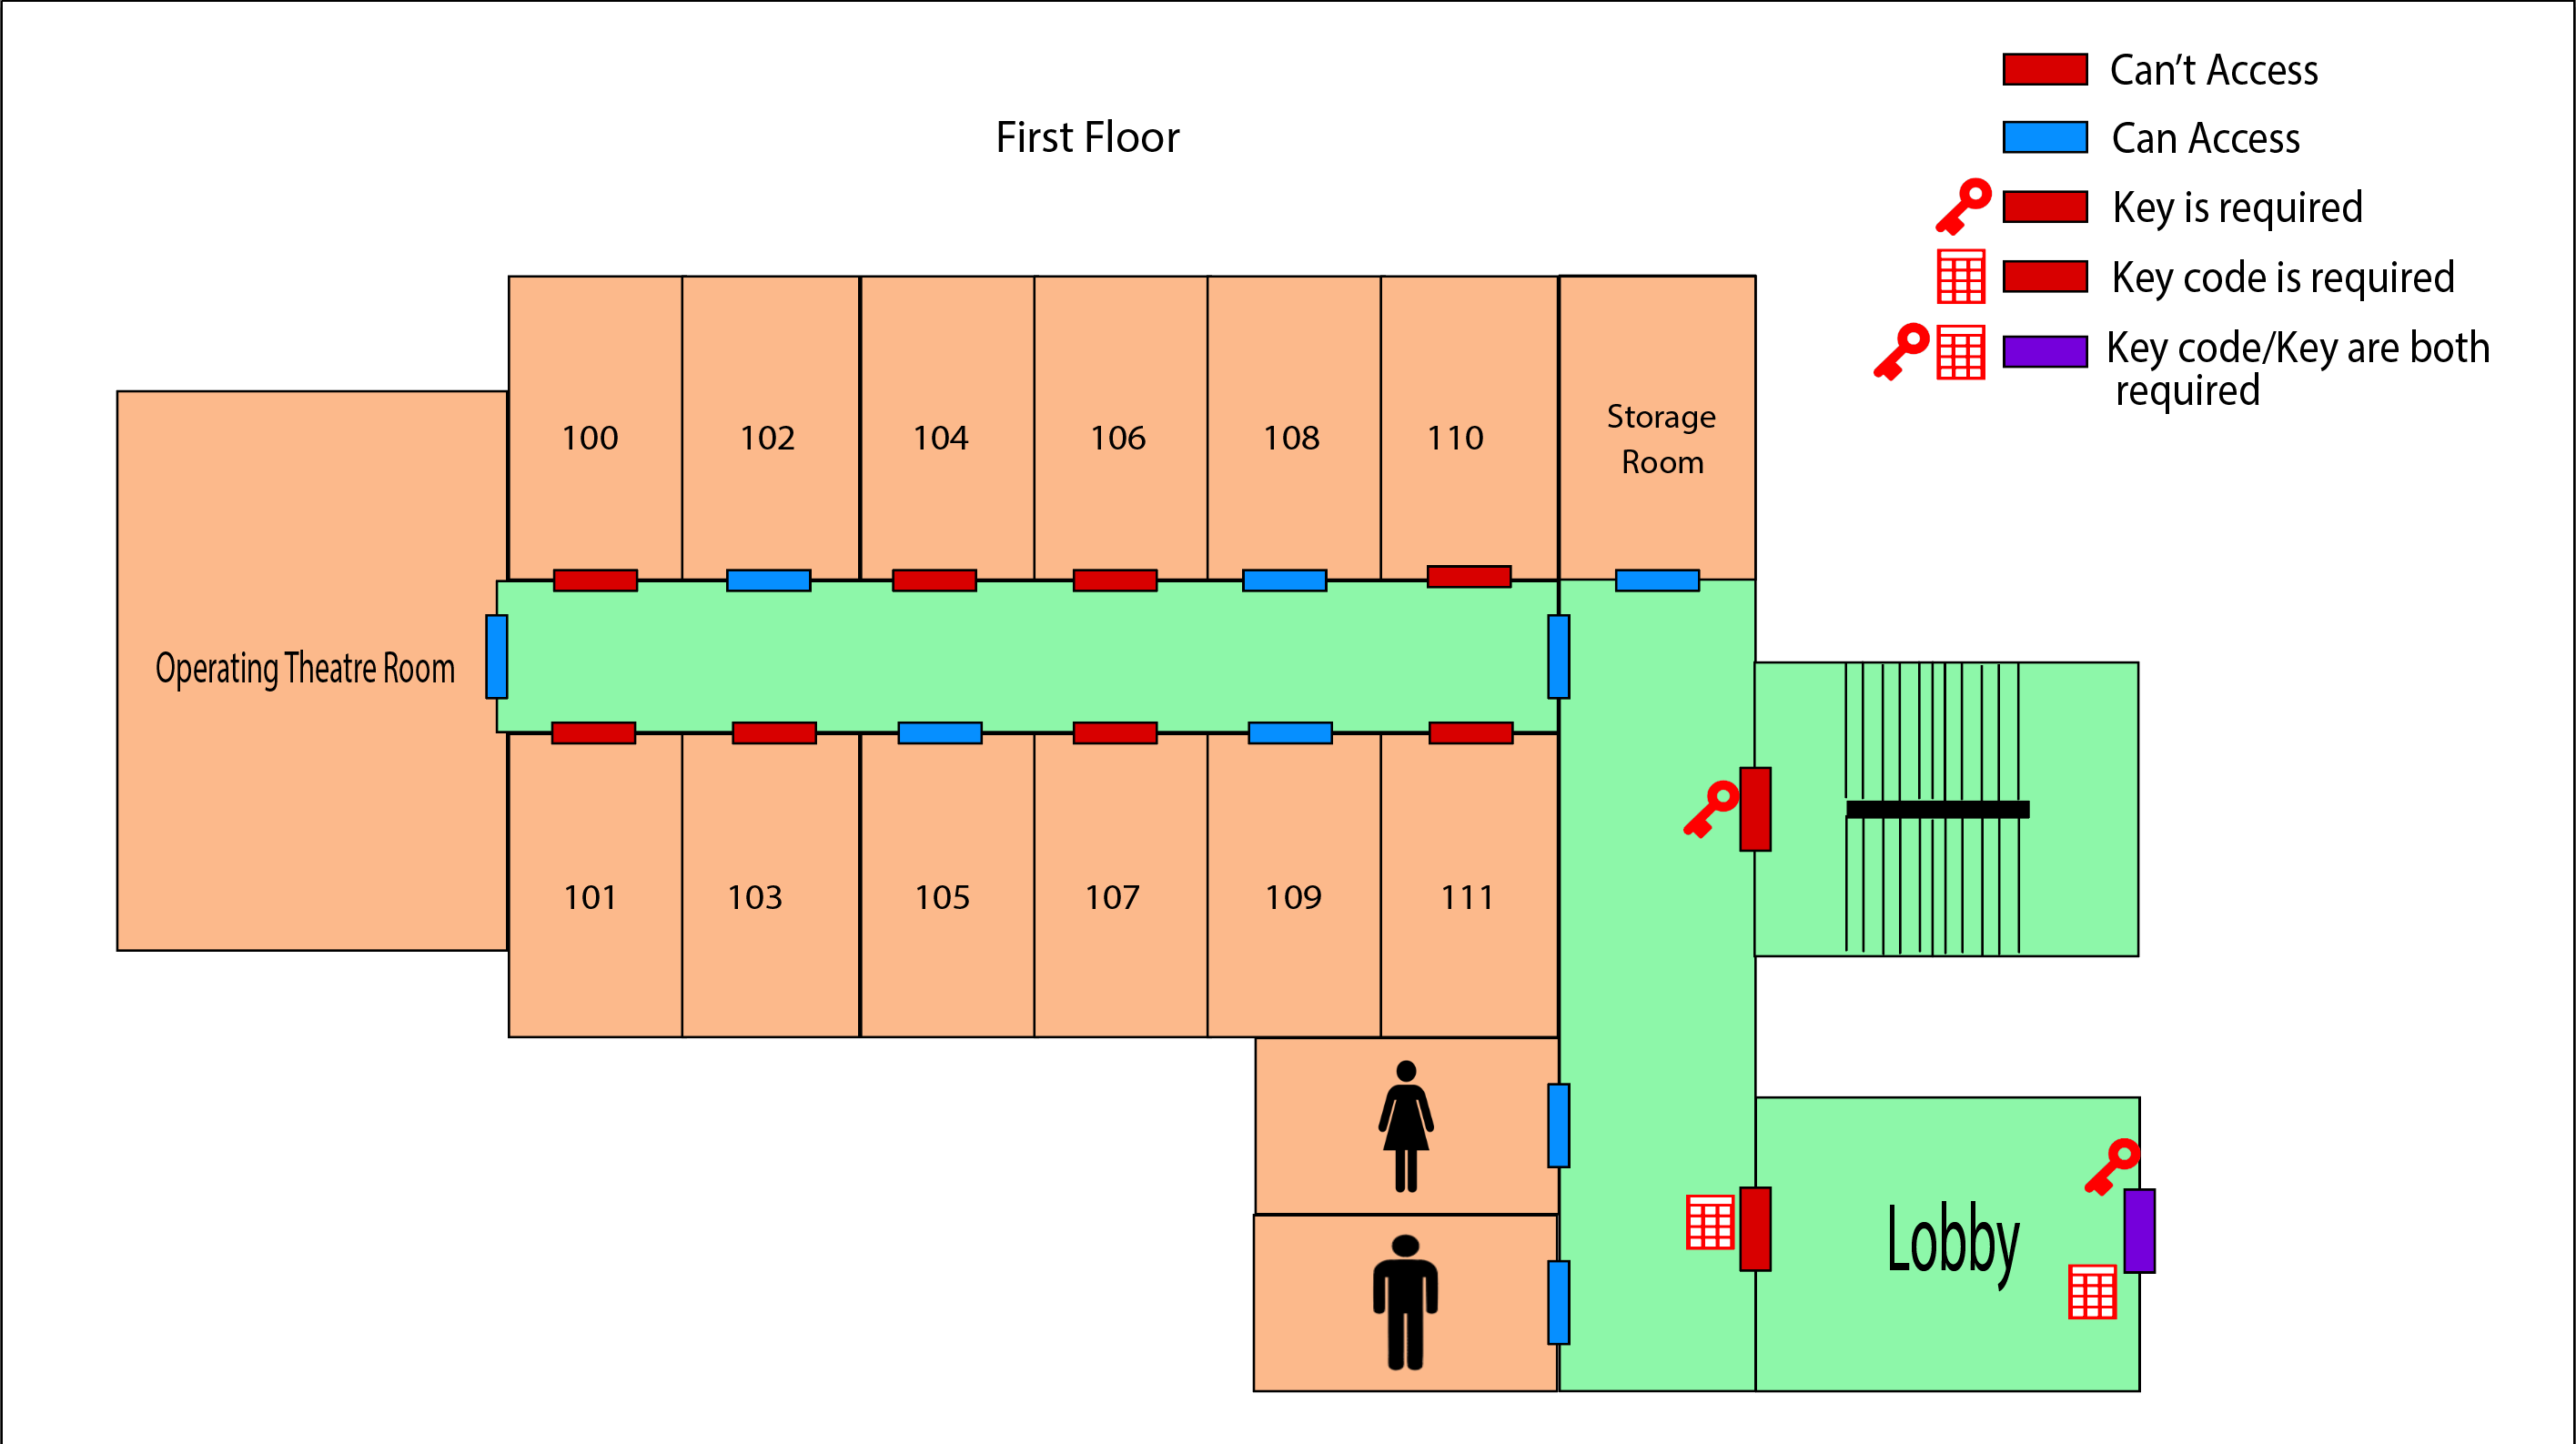 First Floor
Can't Access
Can Access
Key is required
Key code is required
Key code/Key are both
required
100
102
104
106
108
110
Storage
Room
Operating Theatre Room
101
103
105
107
109
111
Lobby